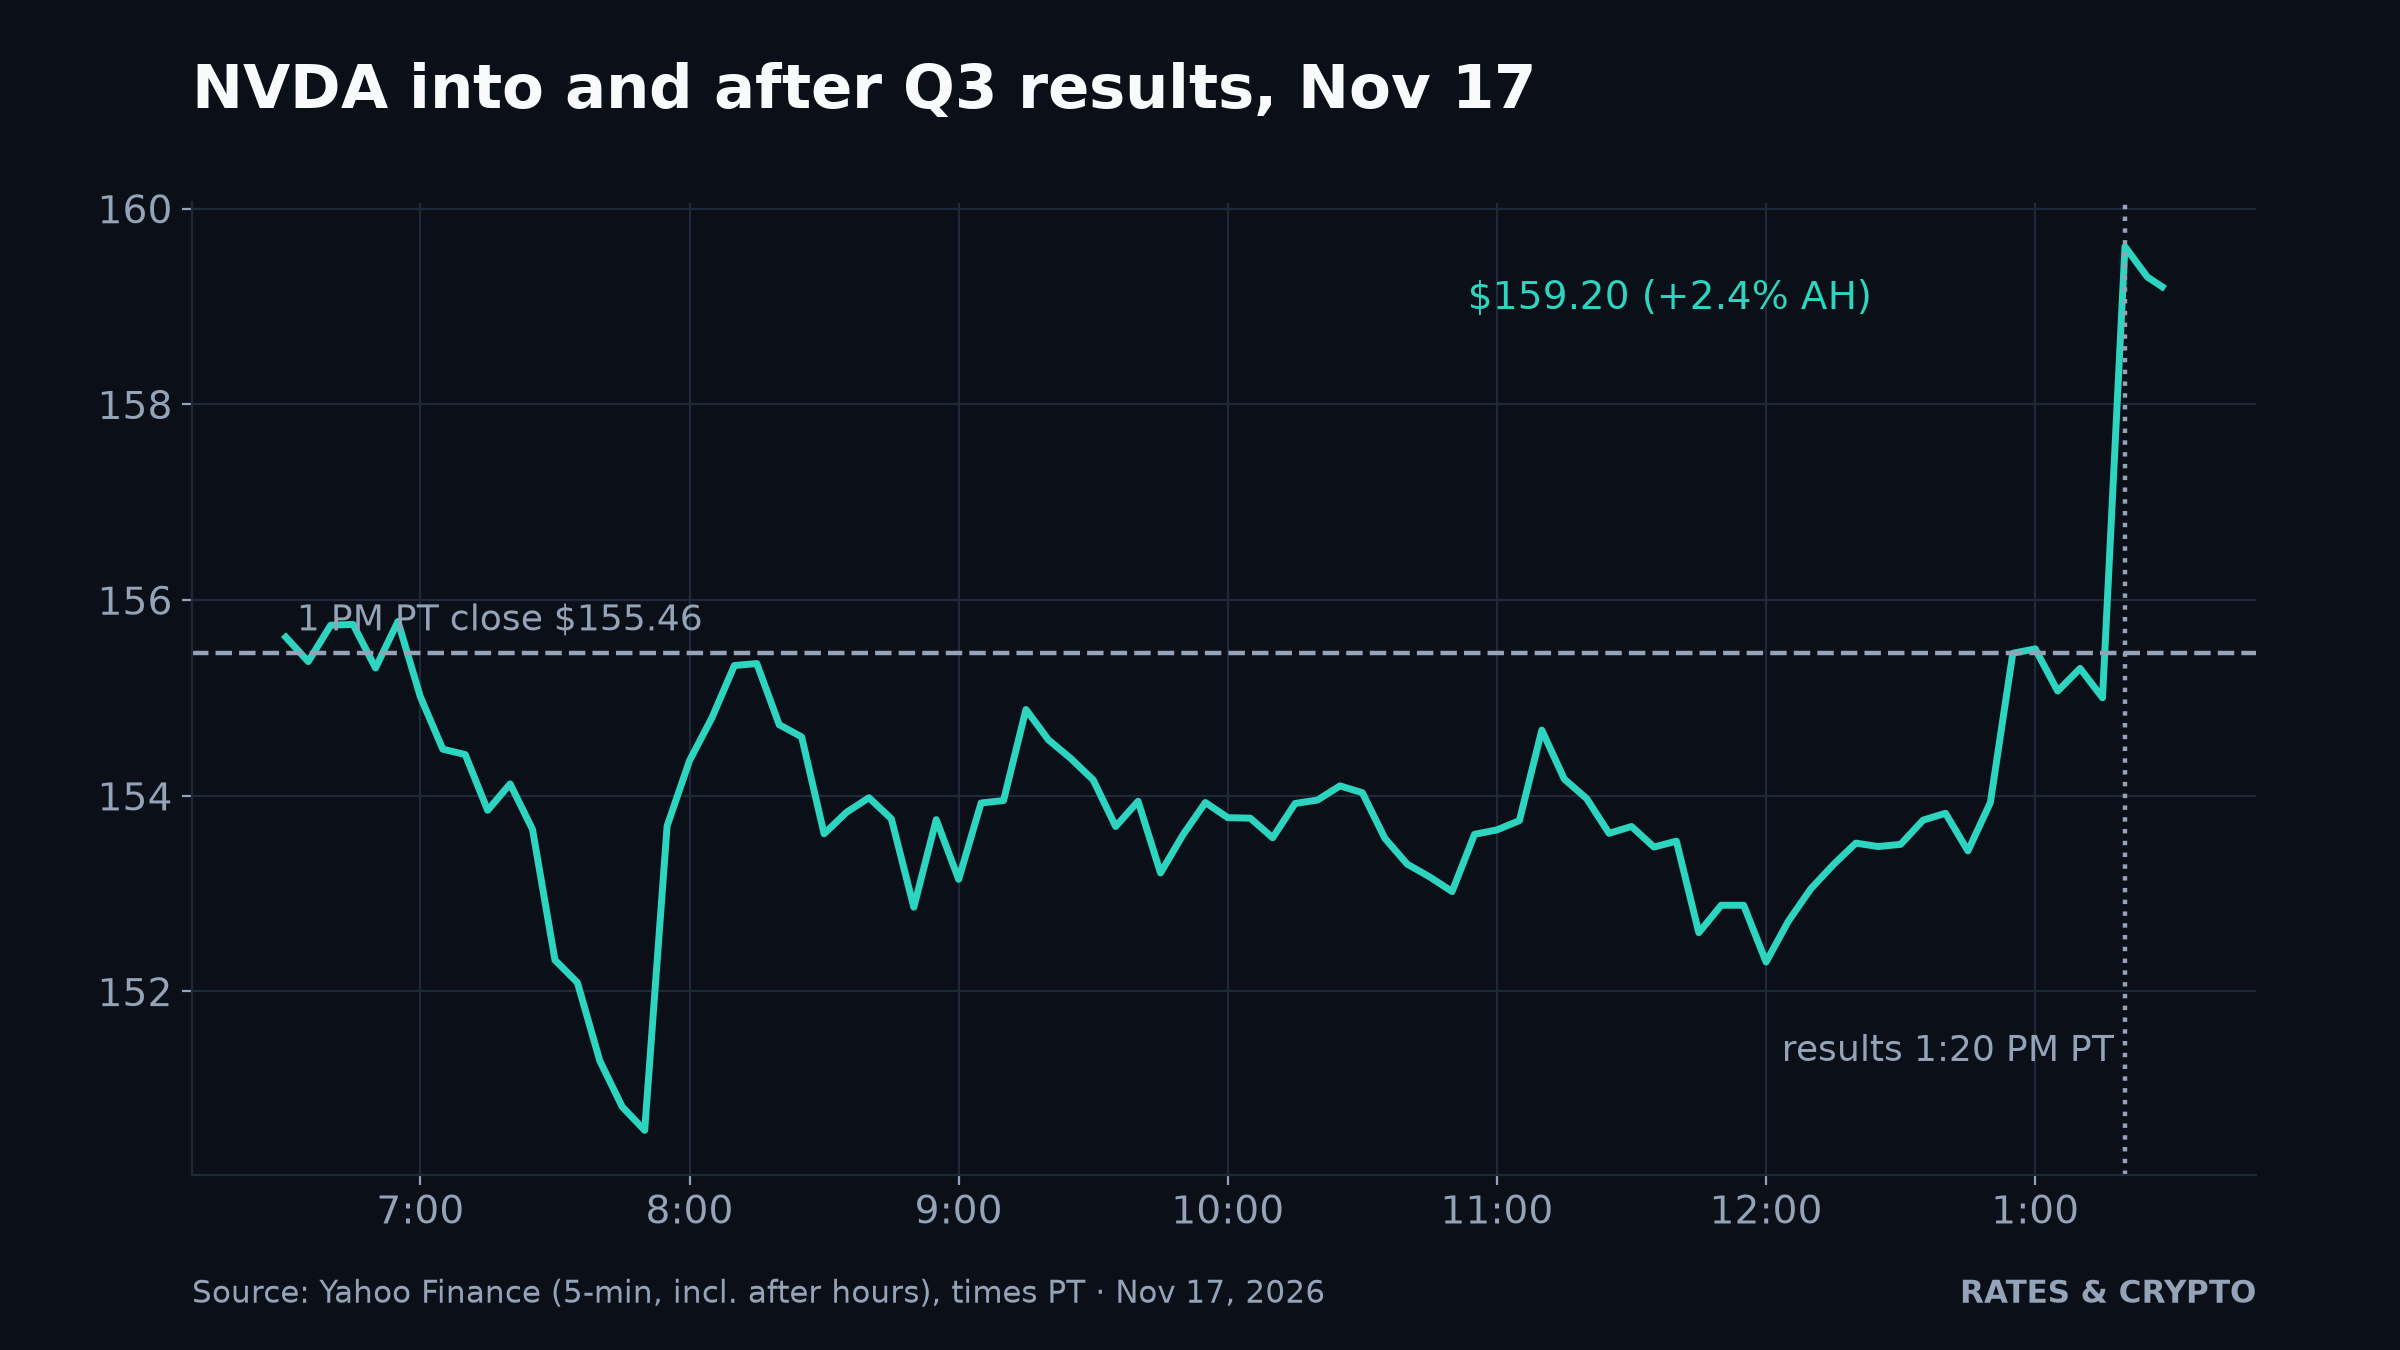 NVDA into and after Q3 results, Nov 17
160
$159.20 (+2.4% AH)
158
156
1 PM PT close $155.46
154
152
results 1:20 PM PT
7:00 8:00 9:00 10:00 11:00 12:00 1:00
Source: Yahoo Finance (5-min, incl. after hours), times PT · Nov 17, 2026
RATES & CRYPTO